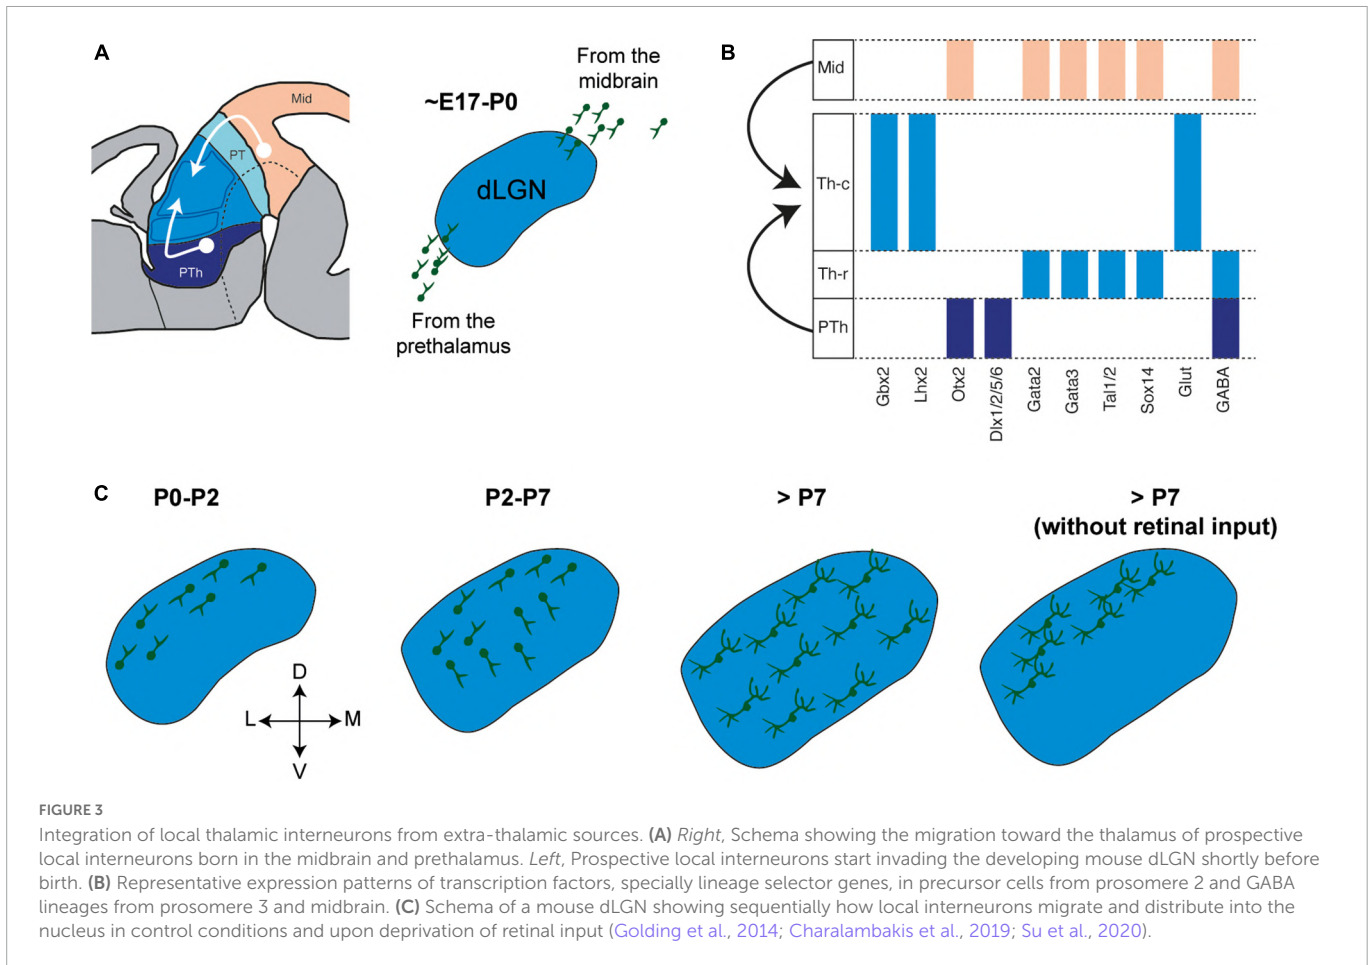 A
Mid
PT
PTh
~E17-P0
From the
midbrain
dLGN
From the
prethalamus
B
Mid
Th-c
Th-r
PTh
Gbx2
Lhx2
Otx2
Dlx1/2/5/6
Gata2
Gata3
Tal1/2
Sox14
Glut
GABA
C
P0-P2
P2-P7
> P7
> P7
(without retinal input)
D
L
M
V
FIGURE 3
Integration of local thalamic interneurons from extra-thalamic sources. (A) Right, Schema showing the migration toward the thalamus of prospective
local interneurons born in the midbrain and prethalamus. Left, Prospective local interneurons start invading the developing mouse dLGN shortly before
birth. (B) Representative expression patterns of transcription factors, specially lineage selector genes, in precursor cells from prosomere 2 and GABA
lineages from prosomere 3 and midbrain. (C) Schema of a mouse dLGN showing sequentially how local interneurons migrate and distribute into the
nucleus in control conditions and upon deprivation of retinal input (Golding et al., 2014; Charalambakis et al., 2019; Su et al., 2020).